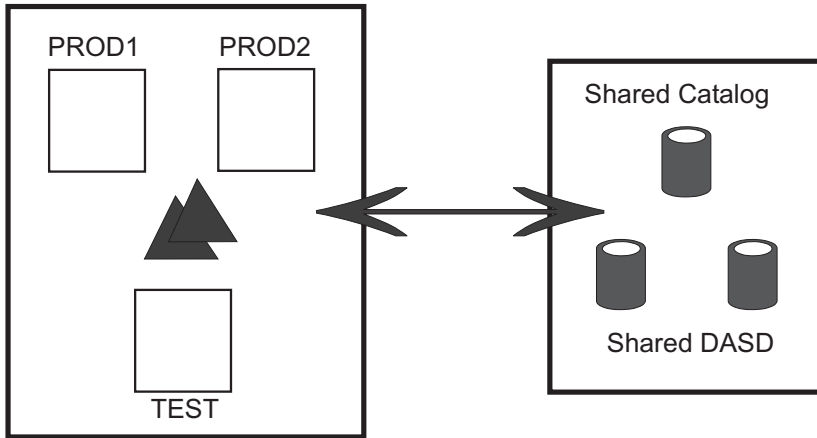 PROD1
PROD2
TEST
Shared Catalog
Shared DASD